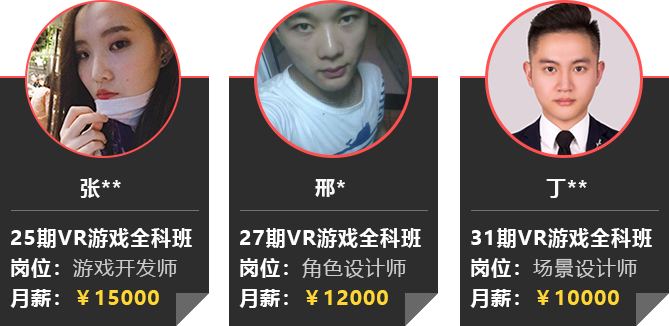 张**
25期VR游戏全科班
岗位：游戏开发师
月薪：￥15000
邢*
27期VR游戏全科班
岗位：角色设计师
月薪：￥12000
丁**
31期VR游戏全科班
岗位：场景设计师
月薪：￥10000